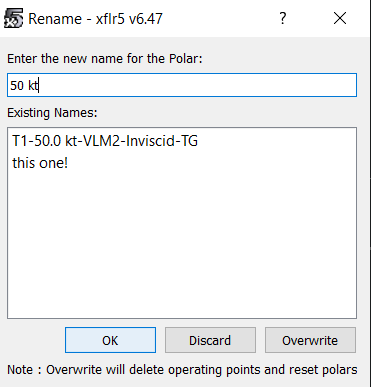 Rename - xflr5 v6.47
Enter the new name for the Polar:
50 kt
Existing Names:
T1-50.0 kt-VLM2-Inviscid-TG
this one!
OK Discard Overwrite
Note : Overwrite will delete operating points and reset polars